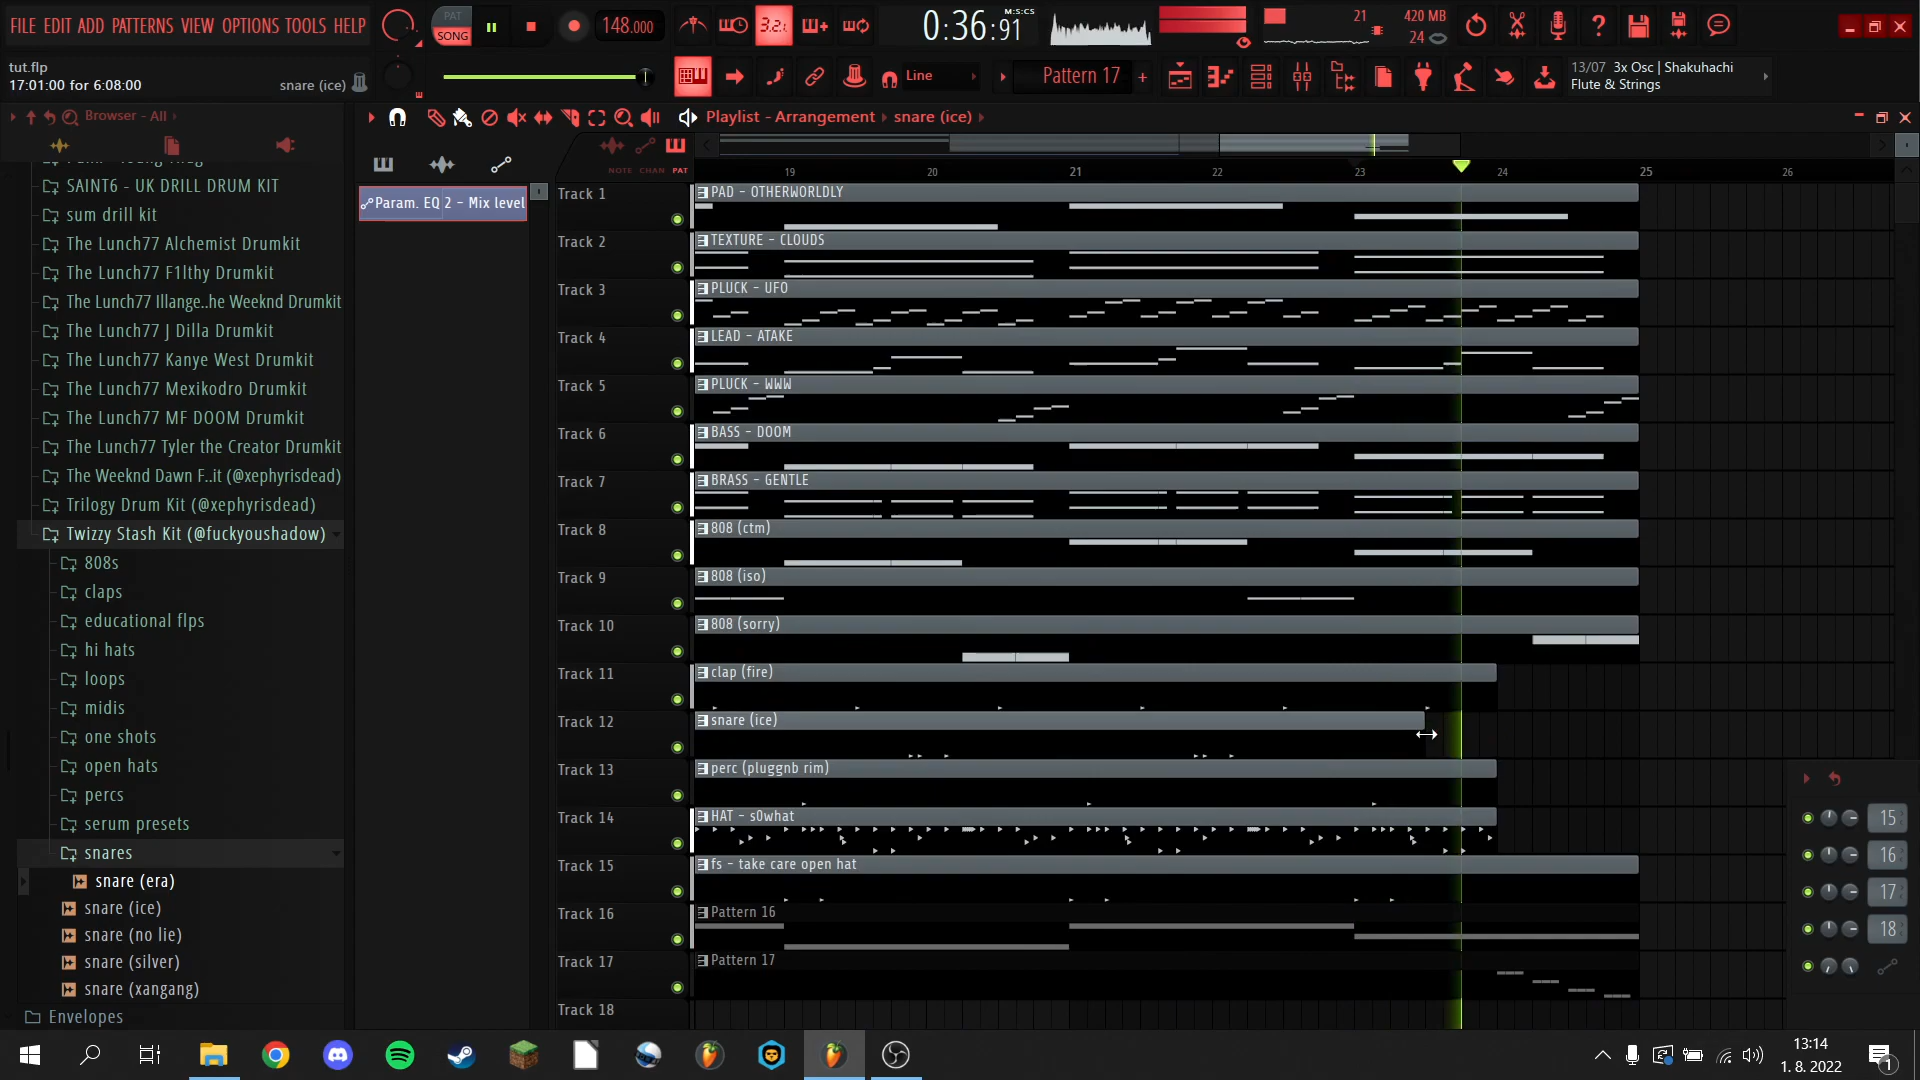 FILE EDIT ADD PATTERNS VIEW OPTIONS TOOLS HELP
PAT
SONG
148.000
3.2.
0:36:91
M:S:CS
21
420 MB
24
tut.flp
17:01:00 for 6:08:00
snare (ice)
Line
Pattern 17
13/07 3x Osc | Shakuhachi
Flute & Strings
Browser - All
Playlist - Arrangement
snare (ice)
NOTE CHAN PAT
19 20 21 22 23 24 25 26
Param. EQ 2 - Mix level
SAINT6 - UK DRILL DRUM KIT
sum drill kit
The Lunch77 Alchemist Drumkit
The Lunch77 F1lthy Drumkit
The Lunch77 Illange..he Weeknd Drumkit
The Lunch77 J Dilla Drumkit
The Lunch77 Kanye West Drumkit
The Lunch77 Mexikodro Drumkit
The Lunch77 MF DOOM Drumkit
The Lunch77 Tyler the Creator Drumkit
The Weeknd Dawn F..it (@xephyrisdead)
Trilogy Drum Kit (@xephyrisdead)
Twizzy Stash Kit (@fuckyoushadow)
808s
claps
educational flps
hi hats
loops
midis
one shots
open hats
percs
serum presets
snares
snare (era)
snare (ice)
snare (no lie)
snare (silver)
snare (xangang)
Envelopes
Track 1
PAD - OTHERWORLDLY
Track 2
TEXTURE - CLOUDS
Track 3
PLUCK - UFO
Track 4
LEAD - ATAKE
Track 5
PLUCK - WWW
Track 6
BASS - DOOM
Track 7
BRASS - GENTLE
Track 8
808 (ctm)
Track 9
808 (iso)
Track 10
808 (sorry)
Track 11
clap (fire)
Track 12
snare (ice)
Track 13
perc (pluggnb rim)
Track 14
HAT - s0what
Track 15
fs - take care open hat
Track 16
Pattern 16
Track 17
Pattern 17
Track 18
15
16
17
18
13:14
1. 8. 2022
1